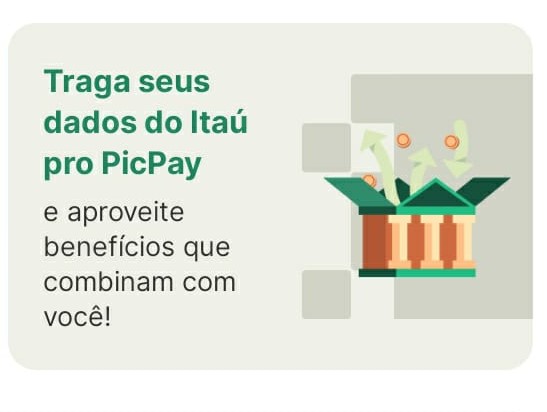 Traga seus
dados do Itaú
pro PicPay
e aproveite
benefícios que
combinam com
você!